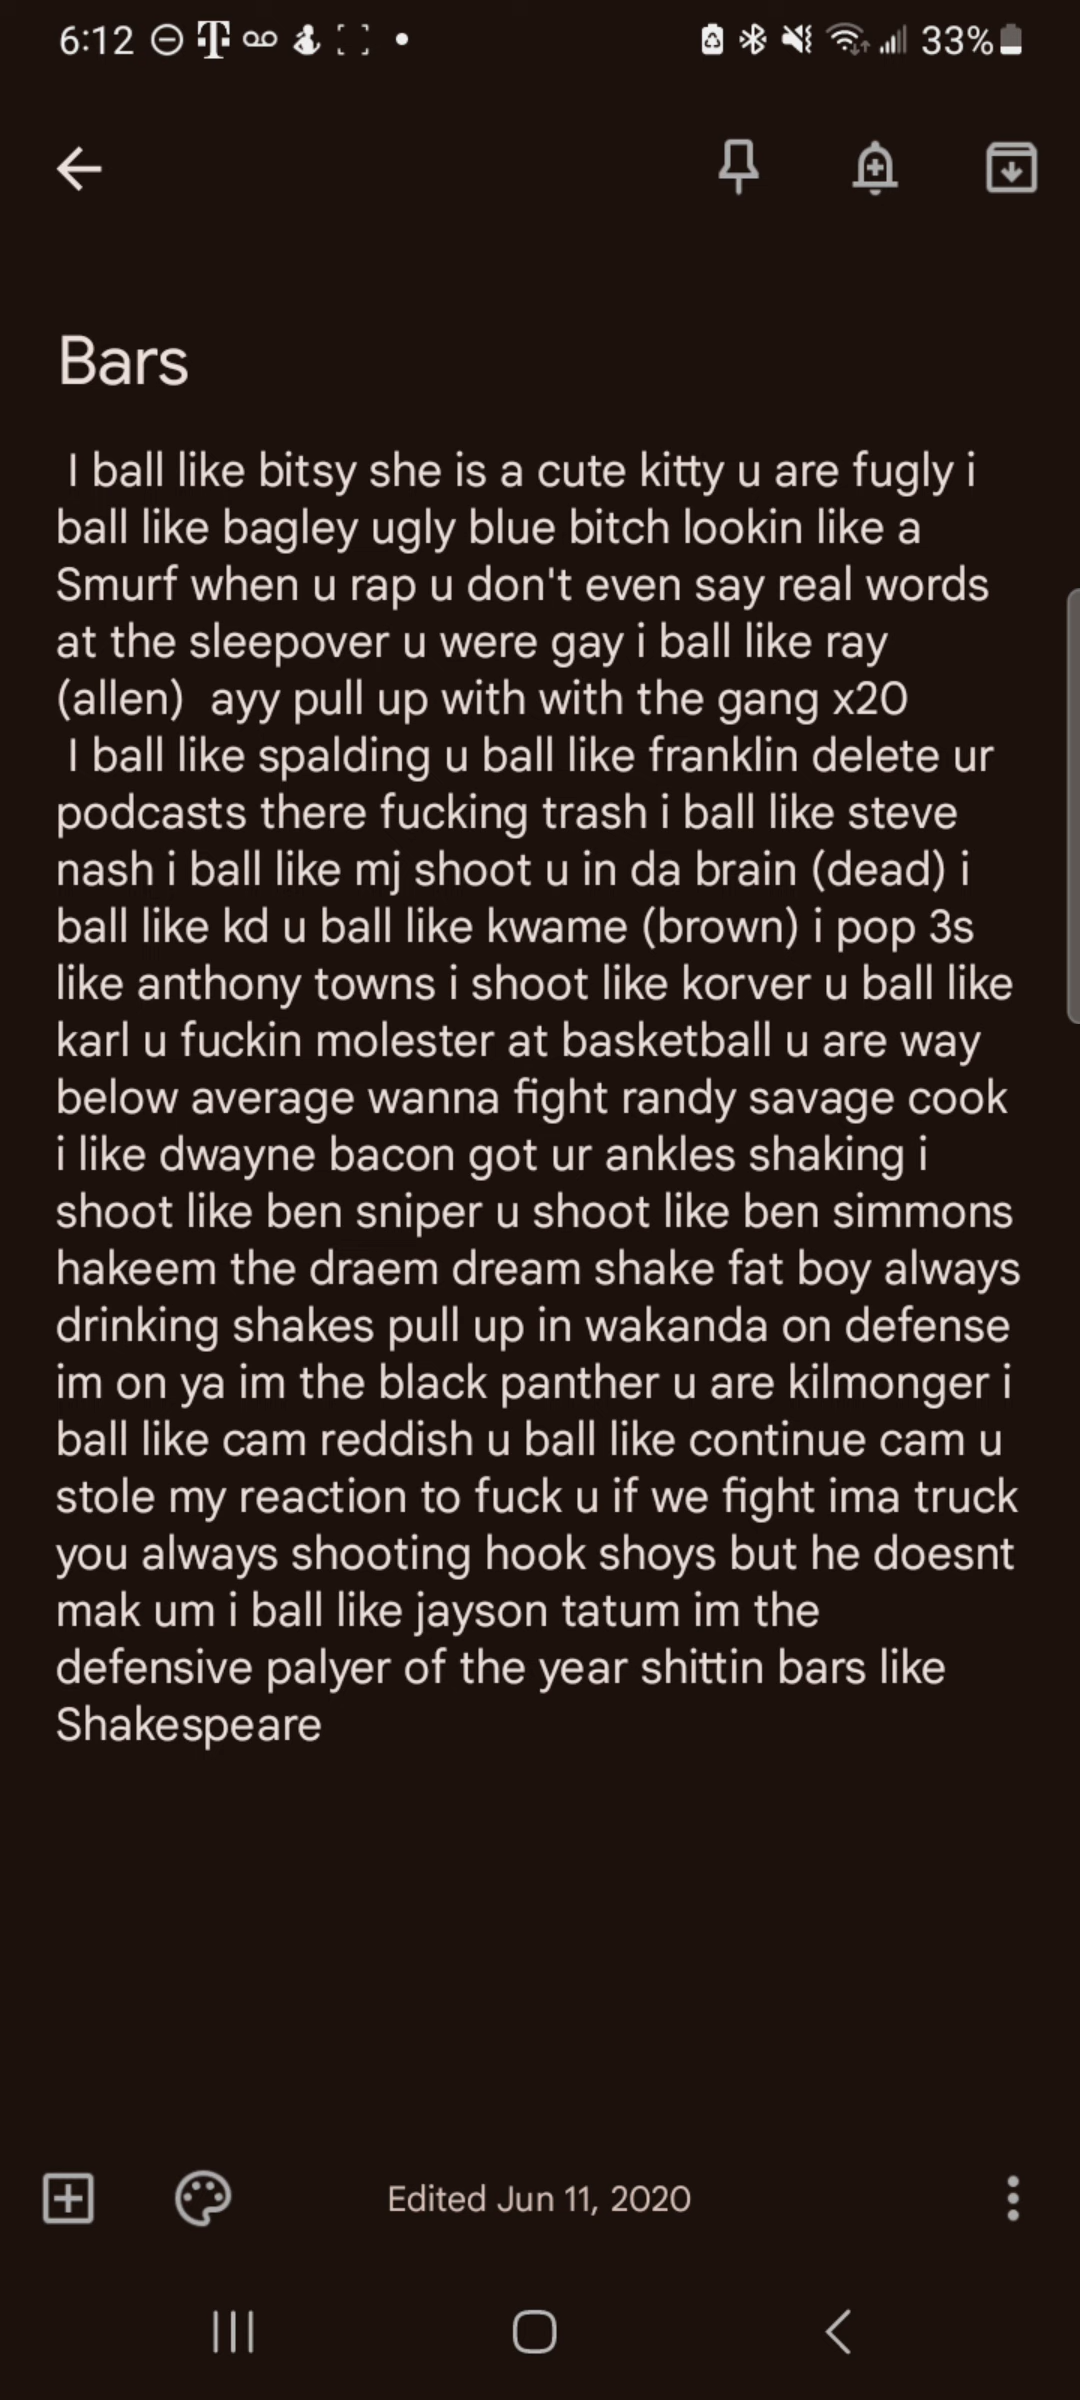 6:12 33%
Bars
I ball like bitsy she is a cute kitty u are fugly i
ball like bagley ugly blue bitch lookin like a
Smurf when u rap u don't even say real words
at the sleepover u were gay i ball like ray
(allen)  ayy pull up with with the gang x20
I ball like spalding u ball like franklin delete ur
podcasts there fucking trash i ball like steve
nash i ball like mj shoot u in da brain (dead) i
ball like kd u ball like kwame (brown) i pop 3s
like anthony towns i shoot like korver u ball like
karl u fuckin molester at basketball u are way
below average wanna fight randy savage cook
i like dwayne bacon got ur ankles shaking i
shoot like ben sniper u shoot like ben simmons
hakeem the draem dream shake fat boy always
drinking shakes pull up in wakanda on defense
im on ya im the black panther u are kilmonger i
ball like cam reddish u ball like continue cam u
stole my reaction to fuck u if we fight ima truck
you always shooting hook shoys but he doesnt
mak um i ball like jayson tatum im the
defensive palyer of the year shittin bars like
Shakespeare
Edited Jun 11, 2020